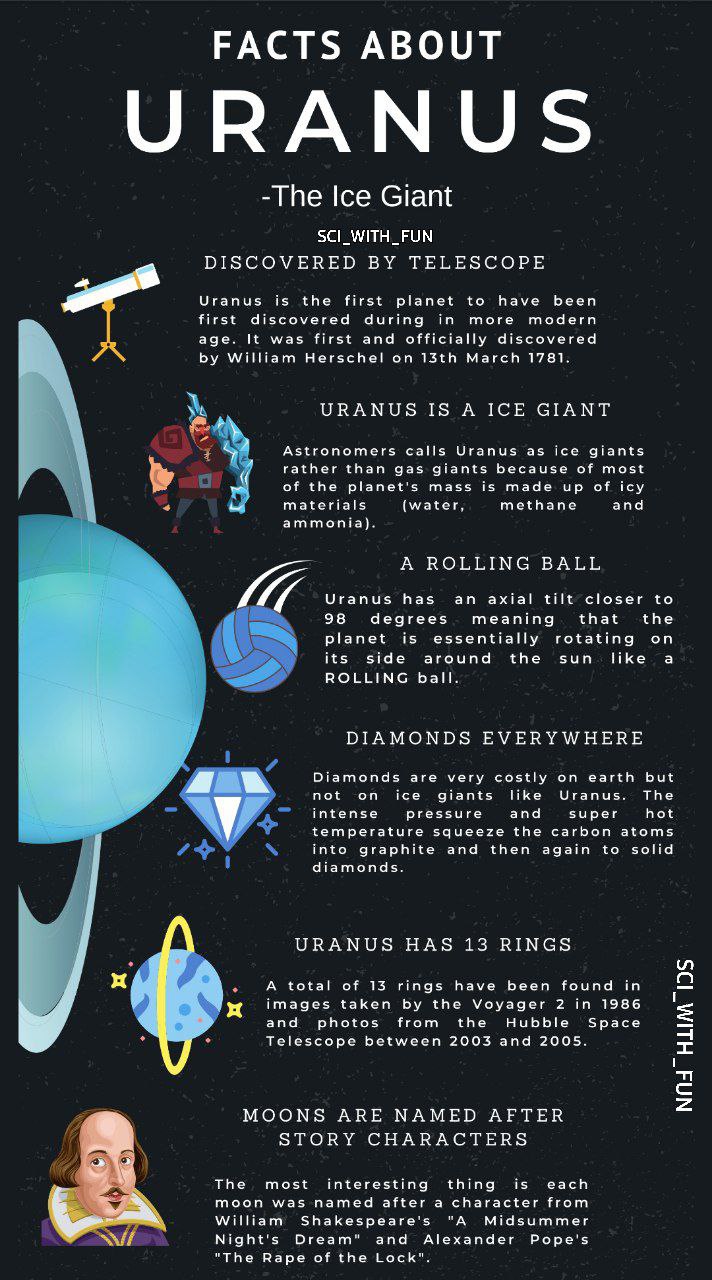 FACTS ABOUT
URANUS
-The Ice Giant
SCI_WITH_FUN
DISCOVERED BY TELESCOPE
Uranus is the first planet to have been
first discovered during in more modern
age. It was first and officially discovered
by William Herschel on 13th March 1781.
URANUS IS A ICE GIANT
Astronomers calls Uranus as ice giants
rather than gas giants because of most
of the planet's mass is made up of icy
materials (water, methane and
ammonia).
A ROLLING BALL
Uranus has an axial tilt closer to
98 degrees meaning that the
planet is essentially rotating on
its side around the sun like a
ROLLING ball.
DIAMONDS EVERYWHERE
Diamonds are very costly on earth but
not on ice giants like Uranus. The
intense pressure and super hot
temperature squeeze the carbon atoms
into graphite and then again to solid
diamonds.
URANUS HAS 13 RINGS
A total of 13 rings have been found in
images taken by the Voyager 2 in 1986
and photos from the Hubble Space
Telescope between 2003 and 2005.
SCI_WITH_FUN
MOONS ARE NAMED AFTER
STORY CHARACTERS
The most interesting thing is each
moon was named after a character from
William Shakespeare's "A Midsummer
Night's Dream" and Alexander Pope's
"The Rape of the Lock".